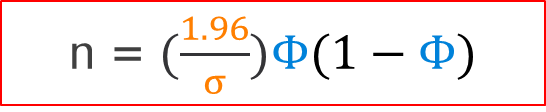 n = (1.96/σ)Φ(1 − Φ)